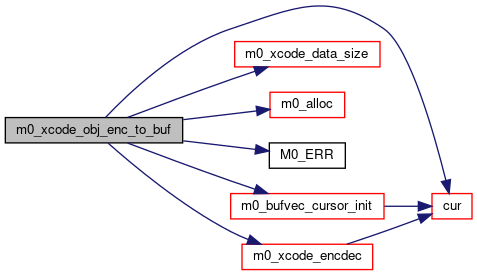 m0_xcode_obj_enc_to_buf
m0_xcode_data_size
m0_alloc
M0_ERR
m0_bufvec_cursor_init
cur
m0_xcode_encdec